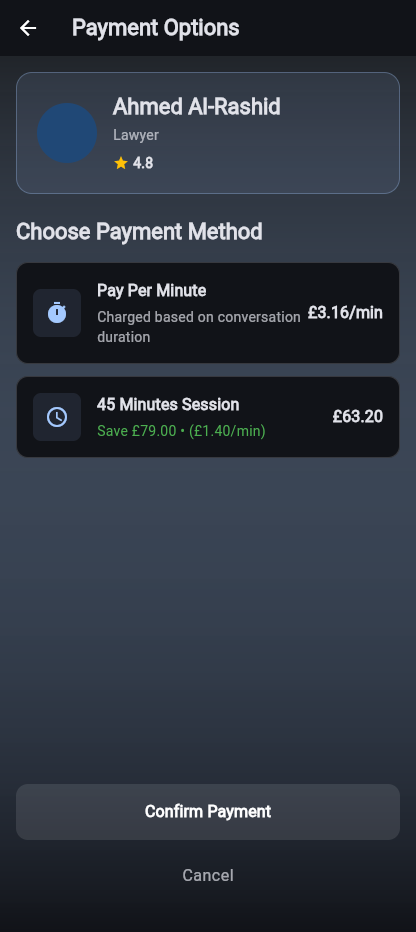 Payment Options
Ahmed Al-Rashid
Lawyer
4.8
Choose Payment Method
Pay Per Minute
Charged based on conversation
duration
£3.16/min
45 Minutes Session
Save £79.00 • (£1.40/min)
£63.20
Confirm Payment
Cancel